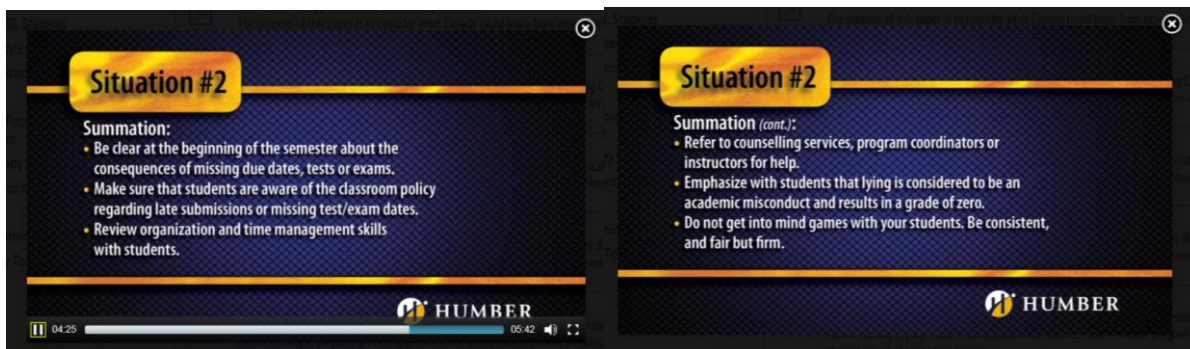 Situation #2
Summation:
• Be clear at the beginning of the semester about the
consequences of missing due dates, tests or exams.
• Make sure that students are aware of the classroom policy
regarding late submissions or missing test/exam dates.
• Review organization and time management skills
with students.
HUMBER
04:25 05:42
Situation #2
Summation (cont.):
• Refer to counselling services, program coordinators or
instructors for help.
• Emphasize with students that lying is considered to be an
academic misconduct and results in a grade of zero.
• Do not get into mind games with your students. Be consistent,
and fair but firm.
HUMBER